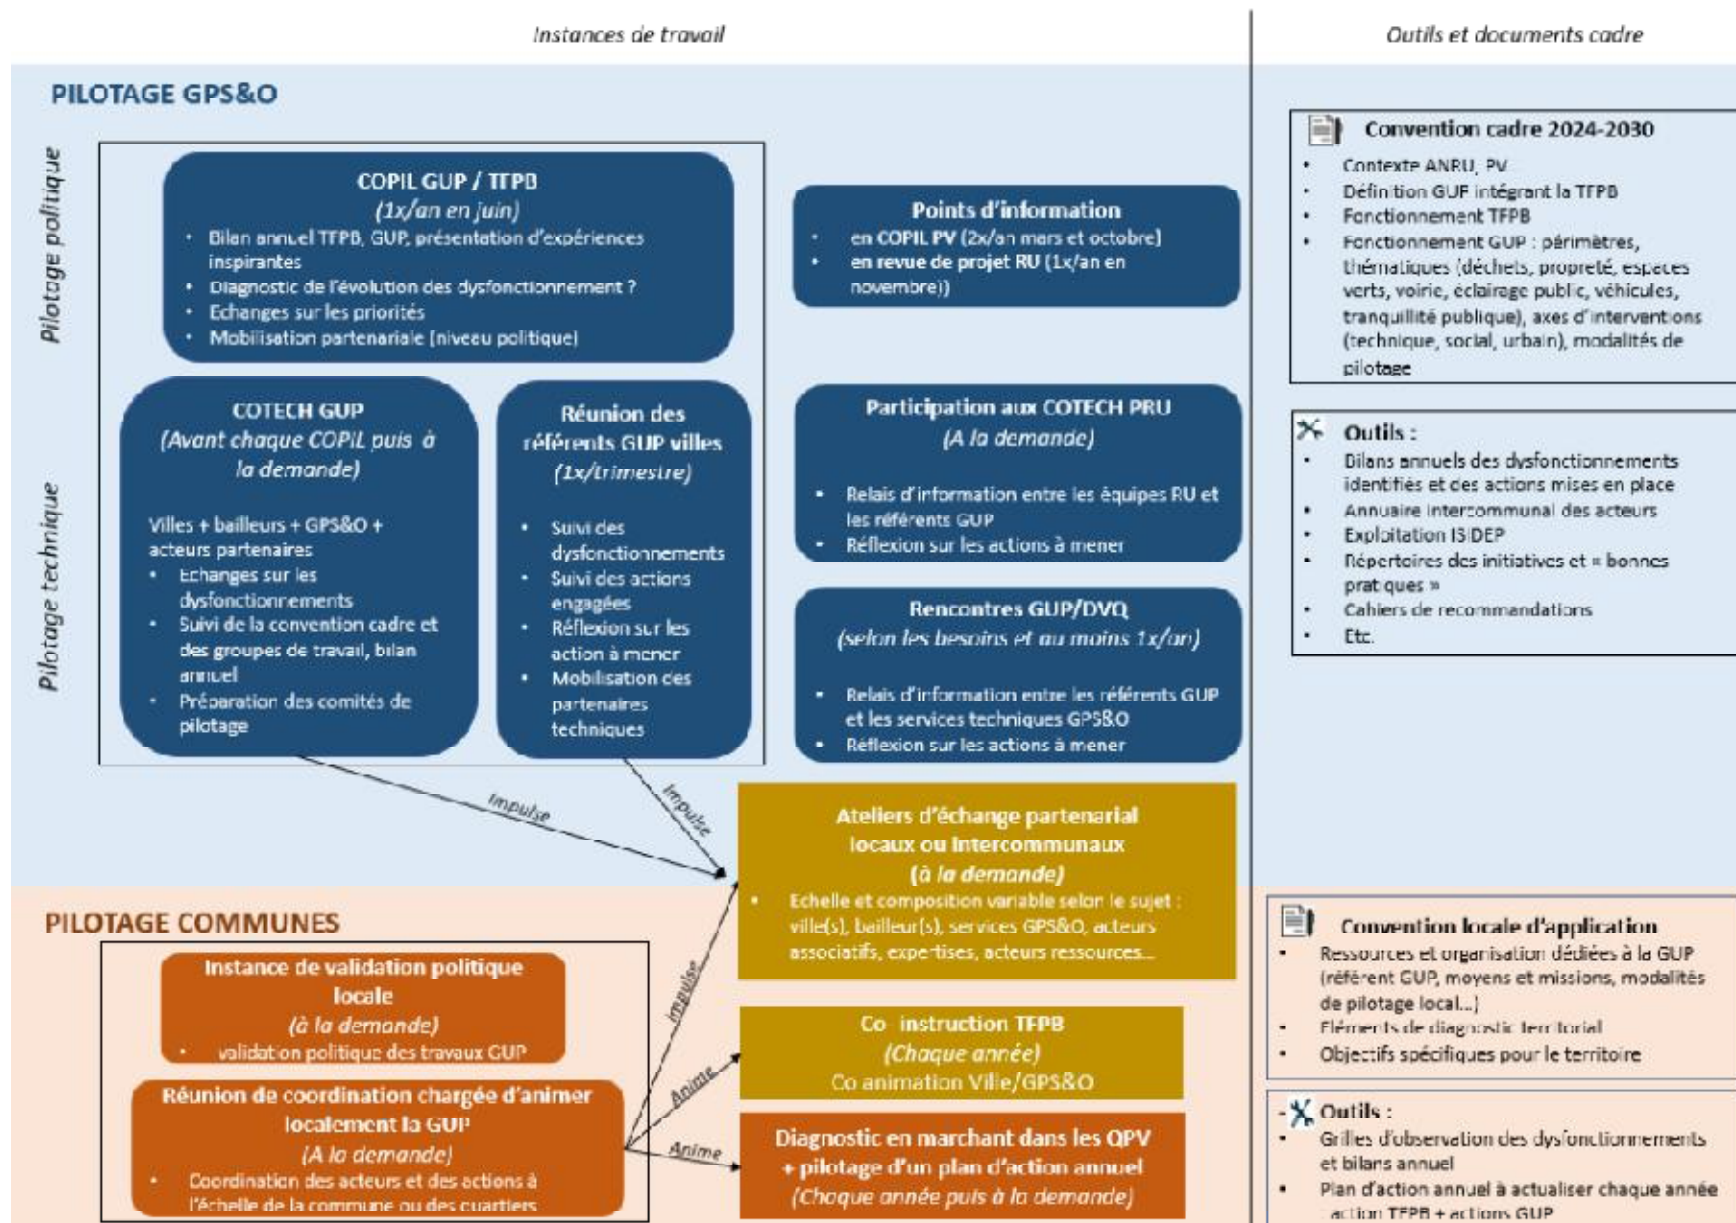 Instances de travail
Outils et documents cadre
PILOTAGE GPS&O
Pilotage politique
COPIL GUP / TFPB
(1x/an en juin)
• Bilan annuel TFPB, GUP, présentation d'expériences
inspirantes
• Diagnostic de l'évolution des dysfonctionnement ?
• Echanges sur les priorités
• Mobilisation partenariale (niveau politique)
Points d'information
• en COPIL PV (2x/an mars et octobre)
• en revue de projet RU (1x/an en
novembre))
Pilotage technique
COTECH GUP
(Avant chaque COPIL puis à
la demande)
Villes + bailleurs + GPS&O +
acteurs partenaires
• Echanges sur les
dysfonctionnements
• Suivi de la convention cadre et
des groupes de travail, bilan
annuel
• Préparation des comités de
pilotage
Réunion des
référents GUP villes
(1x/trimestre)
• Suivi des
dysfonctionnements
• Suivi des actions
engagées
• Réflexion sur les
action à mener
• Mobilisation des
partenaires
techniques
Participation aux COTECH PRU
(A la demande)
• Relais d'information entre les équipes RU et
les référents GUP
• Réflexion sur les actions à mener
Rencontres GUP/DVQ
(selon les besoins et au moins 1x/an)
• Relais d'information entre les référents GUP
et les services techniques GPS&O
• Réflexion sur les actions à mener
Impulse
Impulse
Ateliers d'échange partenarial
locaux ou intercommunaux
(à la demande)
• Echelle et composition variable selon le sujet :
ville(s), bailleur(s), services GPS&O, acteurs
associatifs, expertises, acteurs ressources...
Convention cadre 2024-2030
• Contexte ANRU, PV
• Définition GUP intégrant la TFPB
• Fonctionnement TFPB
• Fonctionnement GUP : périmètres,
thématiques (déchets, propreté, espaces
verts, voirie, éclairage public, véhicules,
tranquillité publique), axes d'interventions
(technique, social, urbain), modalités de
pilotage
Outils :
• Bilans annuels des dysfonctionnements
identifiés et des actions mises en place
• Annuaire intercommunal des acteurs
• Exploitation ISIDEP
• Répertoires des initiatives et « bonnes
pratiques »
• Cahiers de recommandations
• Etc.
PILOTAGE COMMUNES
Instance de validation politique
locale
(à la demande)
• validation politique des travaux GUP
Réunion de coordination chargée d'animer
localement la GUP
(A la demande)
• Coordination des acteurs et des actions à
l'échelle de la commune ou des quartiers
impulse
Anime
Anime
Co instruction TFPB
(Chaque année)
Co animation Ville/GPS&O
Diagnostic en marchant dans les QPV
+ pilotage d'un plan d'action annuel
(Chaque année puis à la demande)
Convention locale d'application
• Ressources et organisation dédiées à la GUP
(référent GUP, moyens et missions, modalités
de pilotage local...)
• Eléments de diagnostic territorial
• Objectifs spécifiques pour le territoire
- Outils :
• Grilles d'observation des dysfonctionnements
et bilans annuel
• Plan d'action annuel à actualiser chaque année
: action TFPB + actions GUP